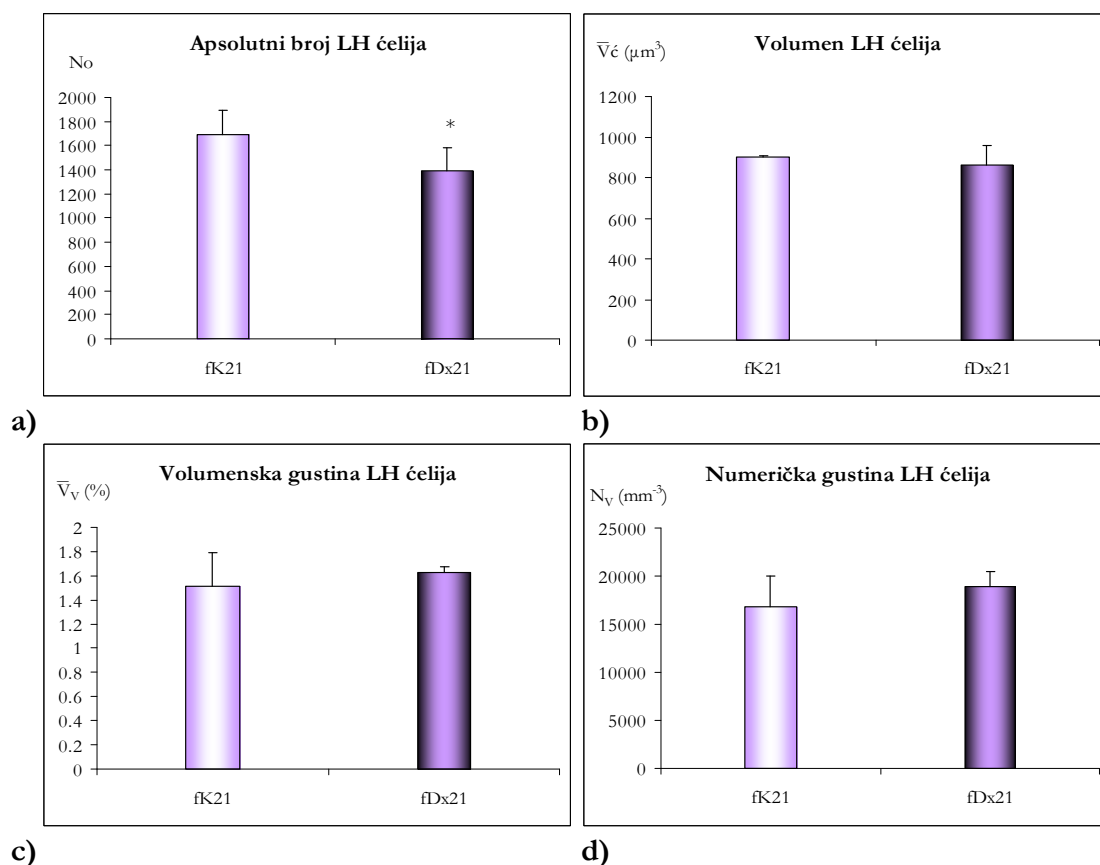 Apsolutni broj LH ćelija
No
2000
1800
1600
1400
1200
1000
800
600
400
200
0
*
fK21
fDx21
a)
Volumen LH ćelija
V̅ć (µm³)
1200
1000
800
600
400
200
0
fK21
fDx21
b)
Volumenska gustina LH ćelija
V̅ᵥ (%)
2
1.8
1.6
1.4
1.2
1
0.8
0.6
0.4
0.2
0
fK21
fDx21
c)
Numerička gustina LH ćelija
Nᵥ (mm⁻³)
25000
20000
15000
10000
5000
0
fK21
fDx21
d)